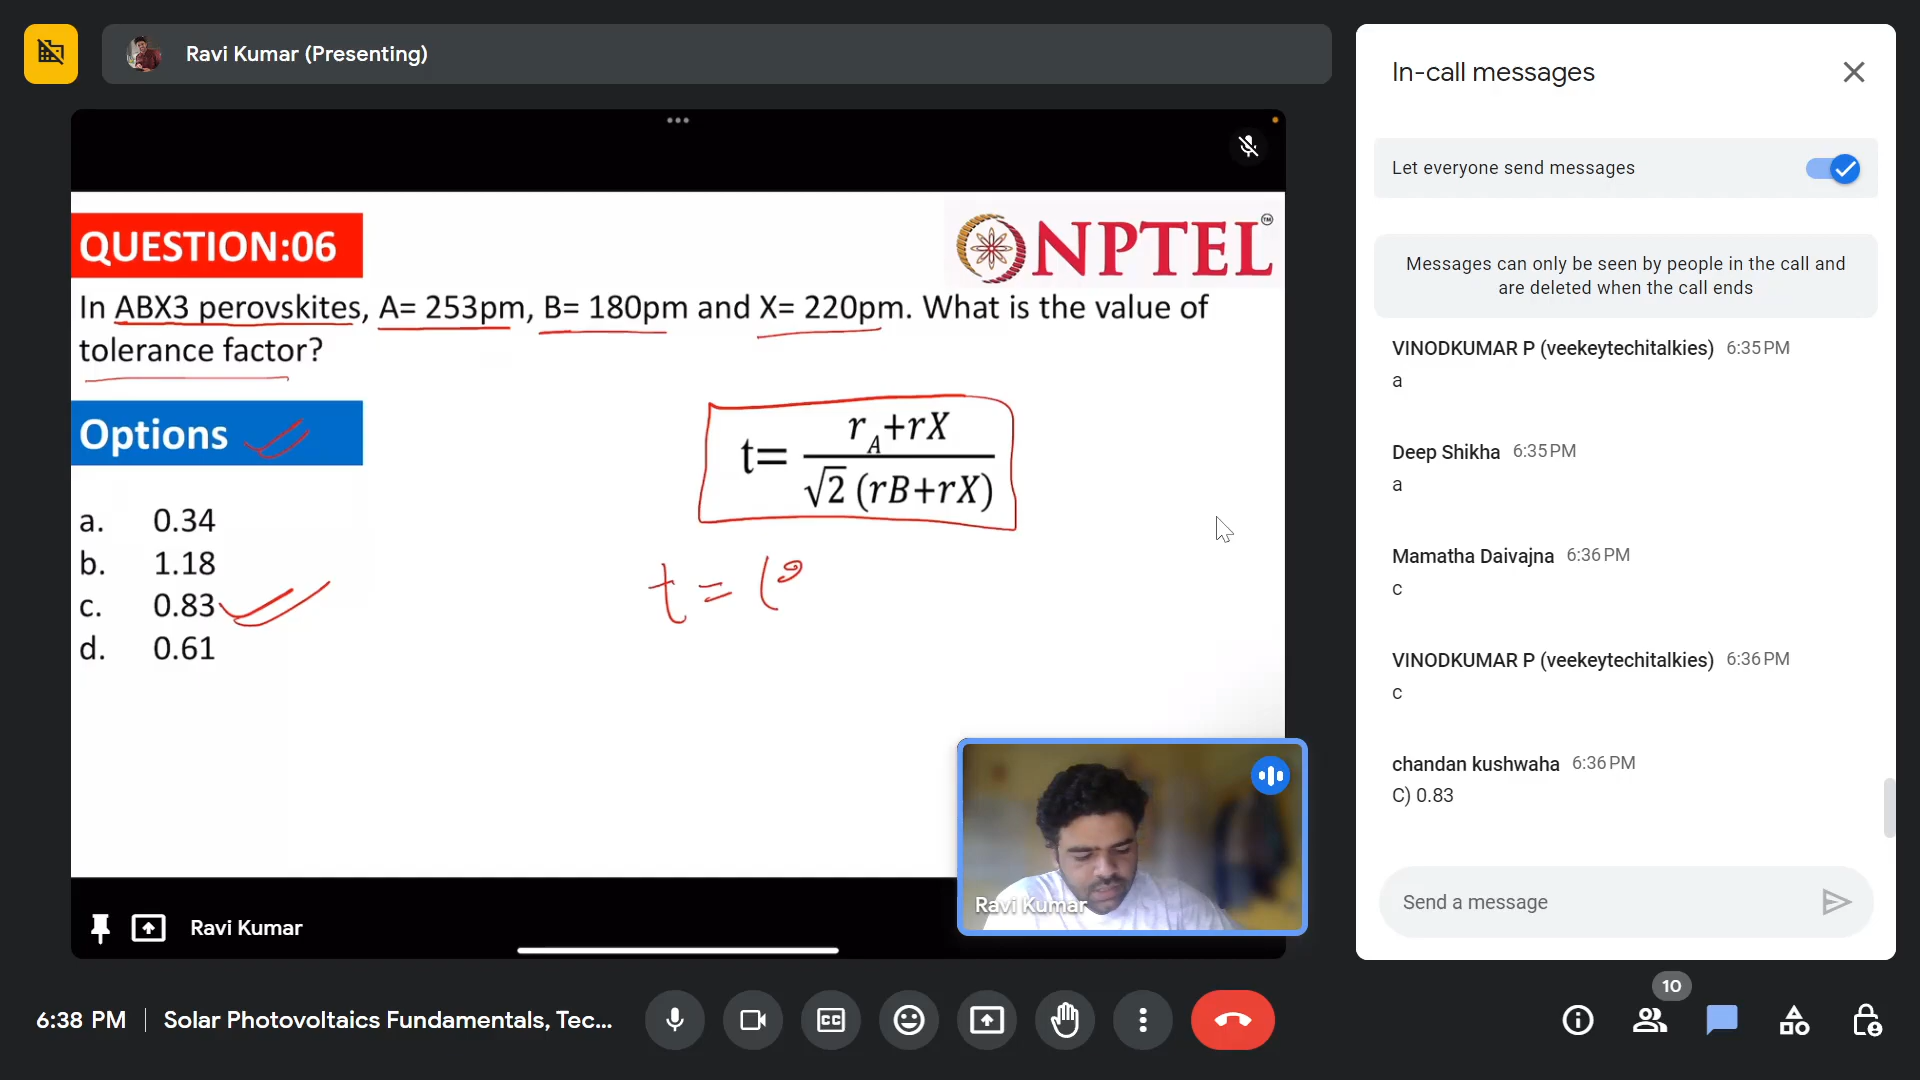 Ravi Kumar (Presenting)
QUESTION:06
NPTEL
TM
In ABX3 perovskites, A= 253pm, B= 180pm and X= 220pm. What is the value of
tolerance factor?
Options
t= r_A+rX / √2 (rB+rX)
t = (
a. 0.34
b. 1.18
c. 0.83
d. 0.61
Ravi Kumar
Ravi Kumar
In-call messages
Let everyone send messages
Messages can only be seen by people in the call and
are deleted when the call ends
VINODKUMAR P (veekeytechitalkies) 6:35 PM
a
Deep Shikha 6:35 PM
a
Mamatha Daivajna 6:36 PM
c
VINODKUMAR P (veekeytechitalkies) 6:36 PM
c
chandan kushwaha 6:36 PM
C) 0.83
Send a message
6:38 PM | Solar Photovoltaics Fundamentals, Tec...
CC
10